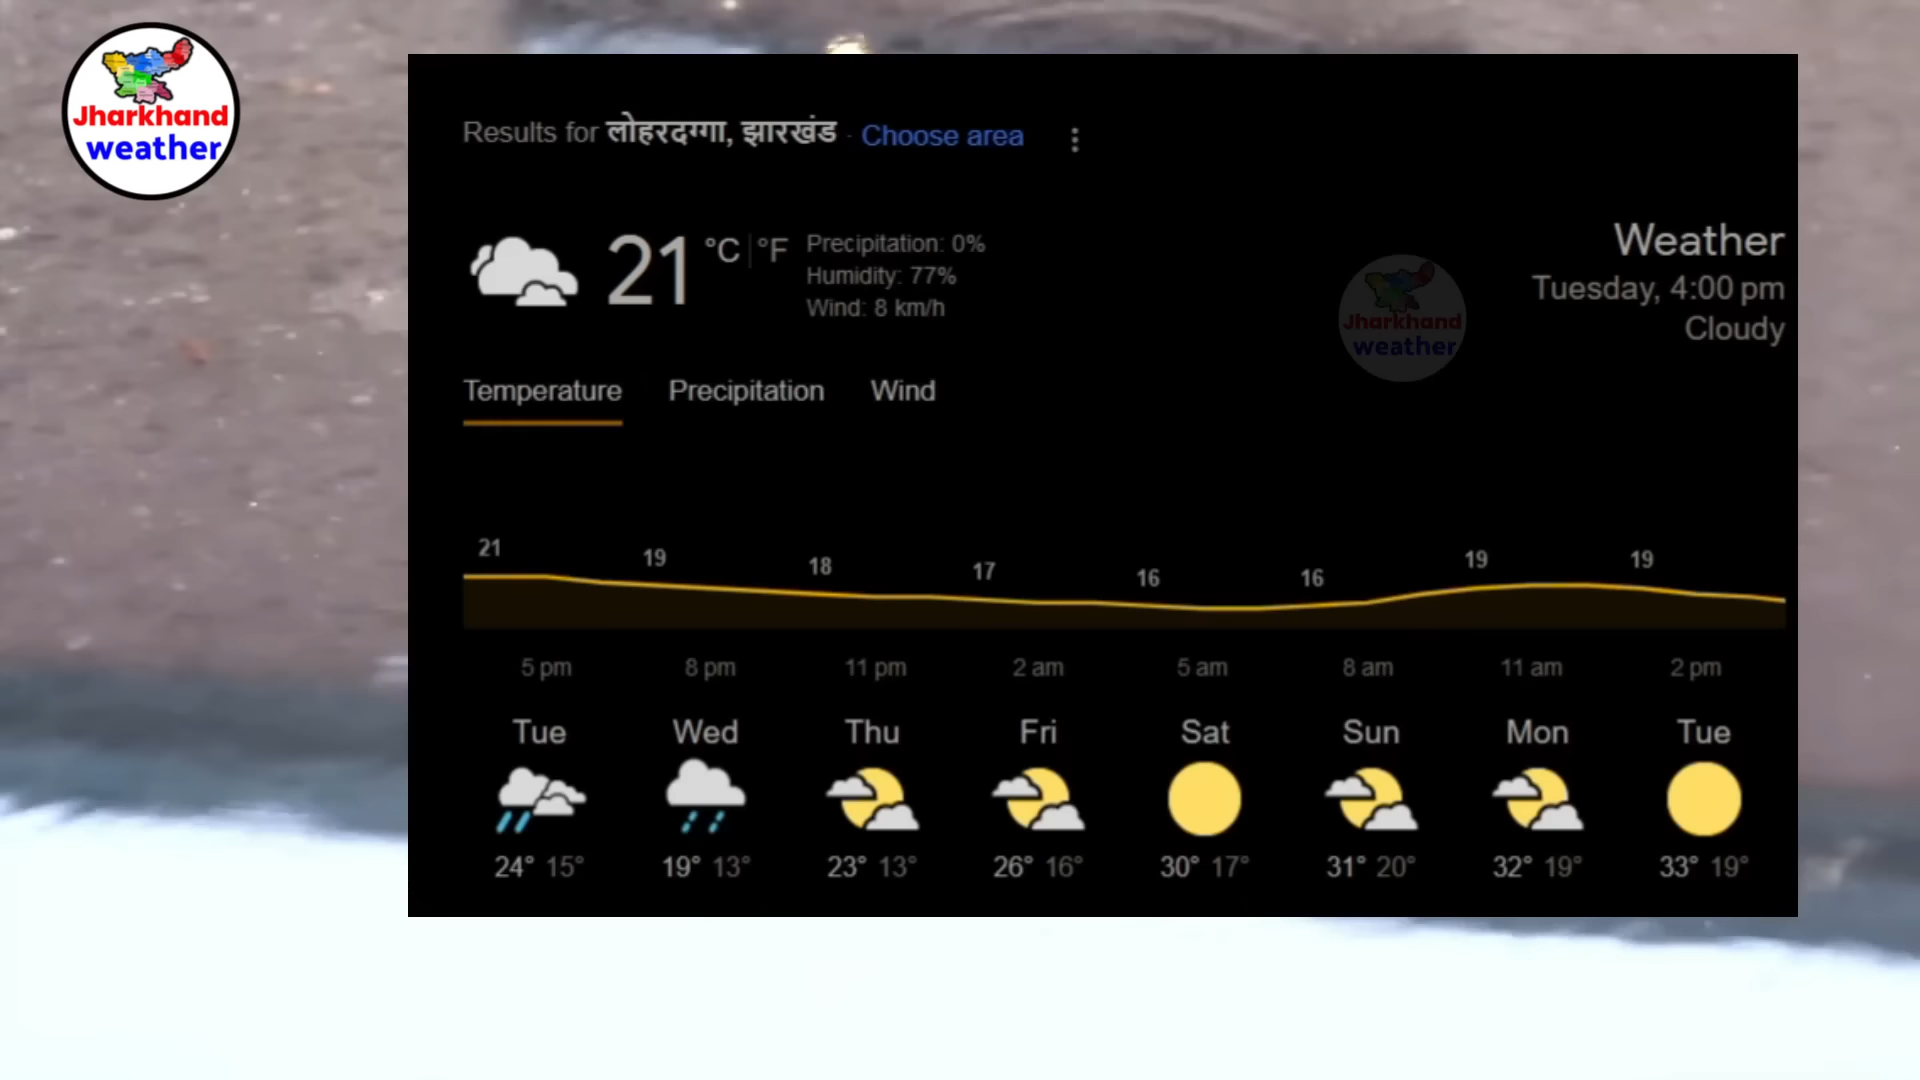 Jharkhand
weather
Results for लोहरदग्गा, झारखंड · Choose area
21 °C | °F
Precipitation: 0%
Humidity: 77%
Wind: 8 km/h
Weather
Tuesday, 4:00 pm
Cloudy
Jharkhand
weather
Temperature Precipitation Wind
21 19 18 17 16 16 19 19
5 pm 8 pm 11 pm 2 am 5 am 8 am 11 am 2 pm
Tue Wed Thu Fri Sat Sun Mon Tue
24° 15° 19° 13° 23° 13° 26° 16° 30° 17° 31° 20° 32° 19° 33° 19°